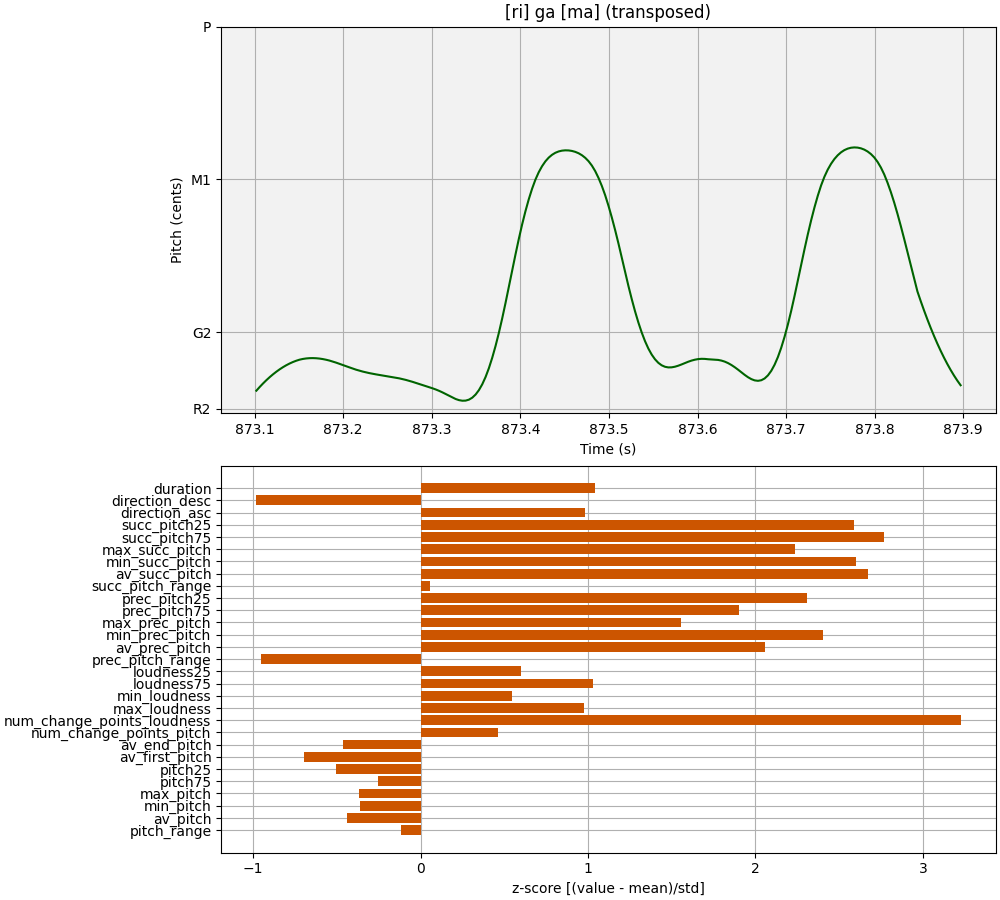 [ri] ga [ma] (transposed)
P
M1
G2
R2
Pitch (cents)
873.1 873.2 873.3 873.4 873.5 873.6 873.7 873.8 873.9
Time (s)
duration
direction_desc
direction_asc
succ_pitch25
succ_pitch75
max_succ_pitch
min_succ_pitch
av_succ_pitch
succ_pitch_range
prec_pitch25
prec_pitch75
max_prec_pitch
min_prec_pitch
av_prec_pitch
prec_pitch_range
loudness25
loudness75
min_loudness
max_loudness
num_change_points_loudness
num_change_points_pitch
av_end_pitch
av_first_pitch
pitch25
pitch75
max_pitch
min_pitch
av_pitch
pitch_range
−1 0 1 2 3
z-score [(value - mean)/std]